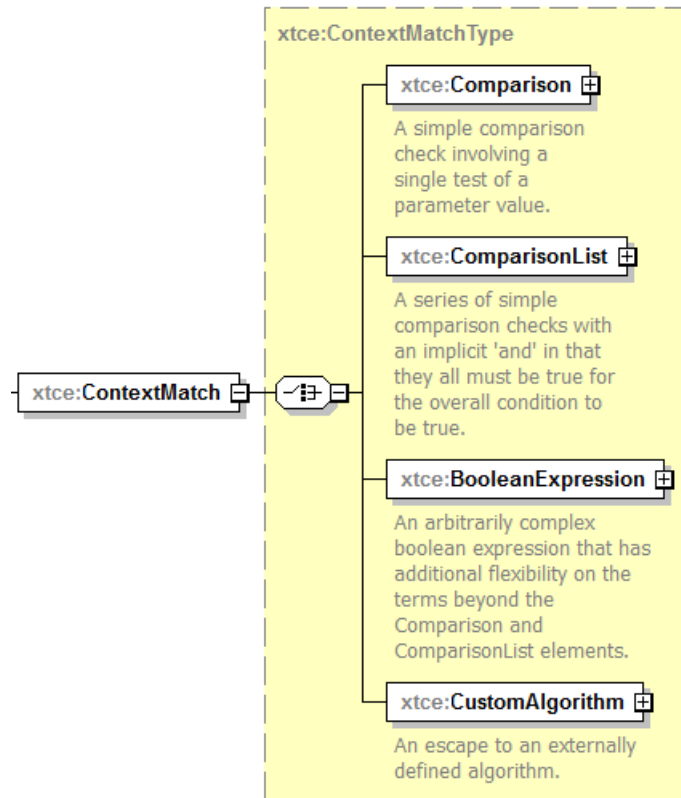 xtce:ContextMatchType
xtce:Comparison
A simple comparison
check involving a
single test of a
parameter value.
xtce:ComparisonList
A series of simple
comparison checks with
an implicit 'and' in that
they all must be true for
the overall condition to
be true.
xtce:ContextMatch
xtce:BooleanExpression
An arbitrarily complex
boolean expression that has
additional flexibility on the
terms beyond the
Comparison and
ComparisonList elements.
xtce:CustomAlgorithm
An escape to an externally
defined algorithm.